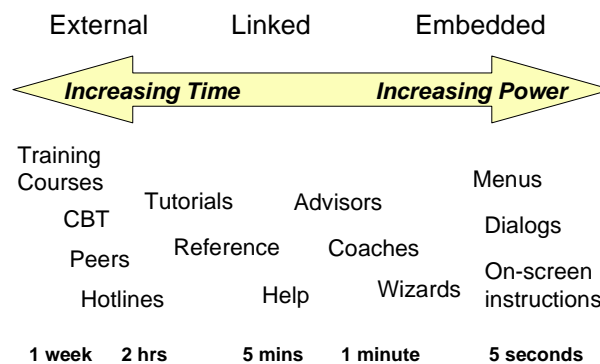 External Linked Embedded
Increasing Time Increasing Power
Training
Courses
Menus
Tutorials Advisors
CBT
Dialogs
Reference Coaches
Peers
On-screen
instructions
Hotlines Help Wizards
1 week 2 hrs 5 mins 1 minute 5 seconds